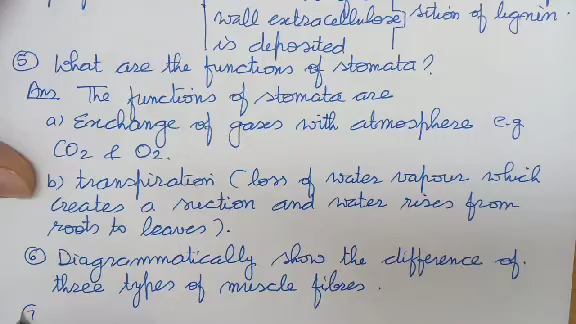 wall extracellulose sition of lignin.
is deposited
⑤ What are the functions of stomata?
Ans. The functions of stomata are
a) Exchange of gases with atmosphere e.g
CO2 & O2.
b) transpiration (loss of water vapour which
creates a suction and water rises from
roots to leaves).
⑥ Diagrammatically show the difference of.
three types of muscle fibres.